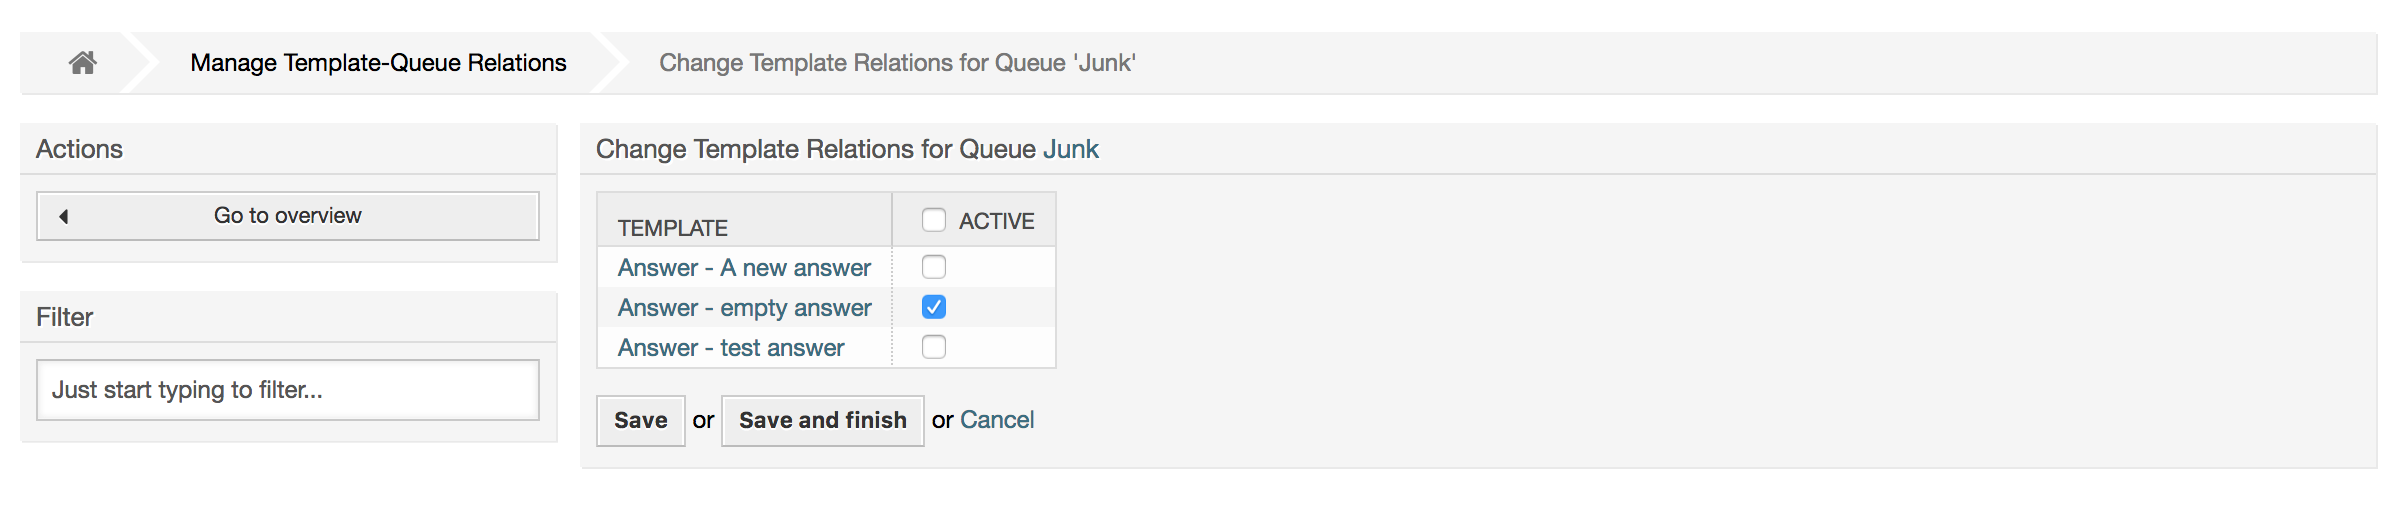 Manage Template-Queue Relations
Change Template Relations for Queue 'Junk'
Actions
Go to overview
Filter
Just start typing to filter...
Change Template Relations for Queue Junk
TEMPLATE ACTIVE
Answer - A new answer
Answer - empty answer
Answer - test answer
Save or Save and finish or Cancel